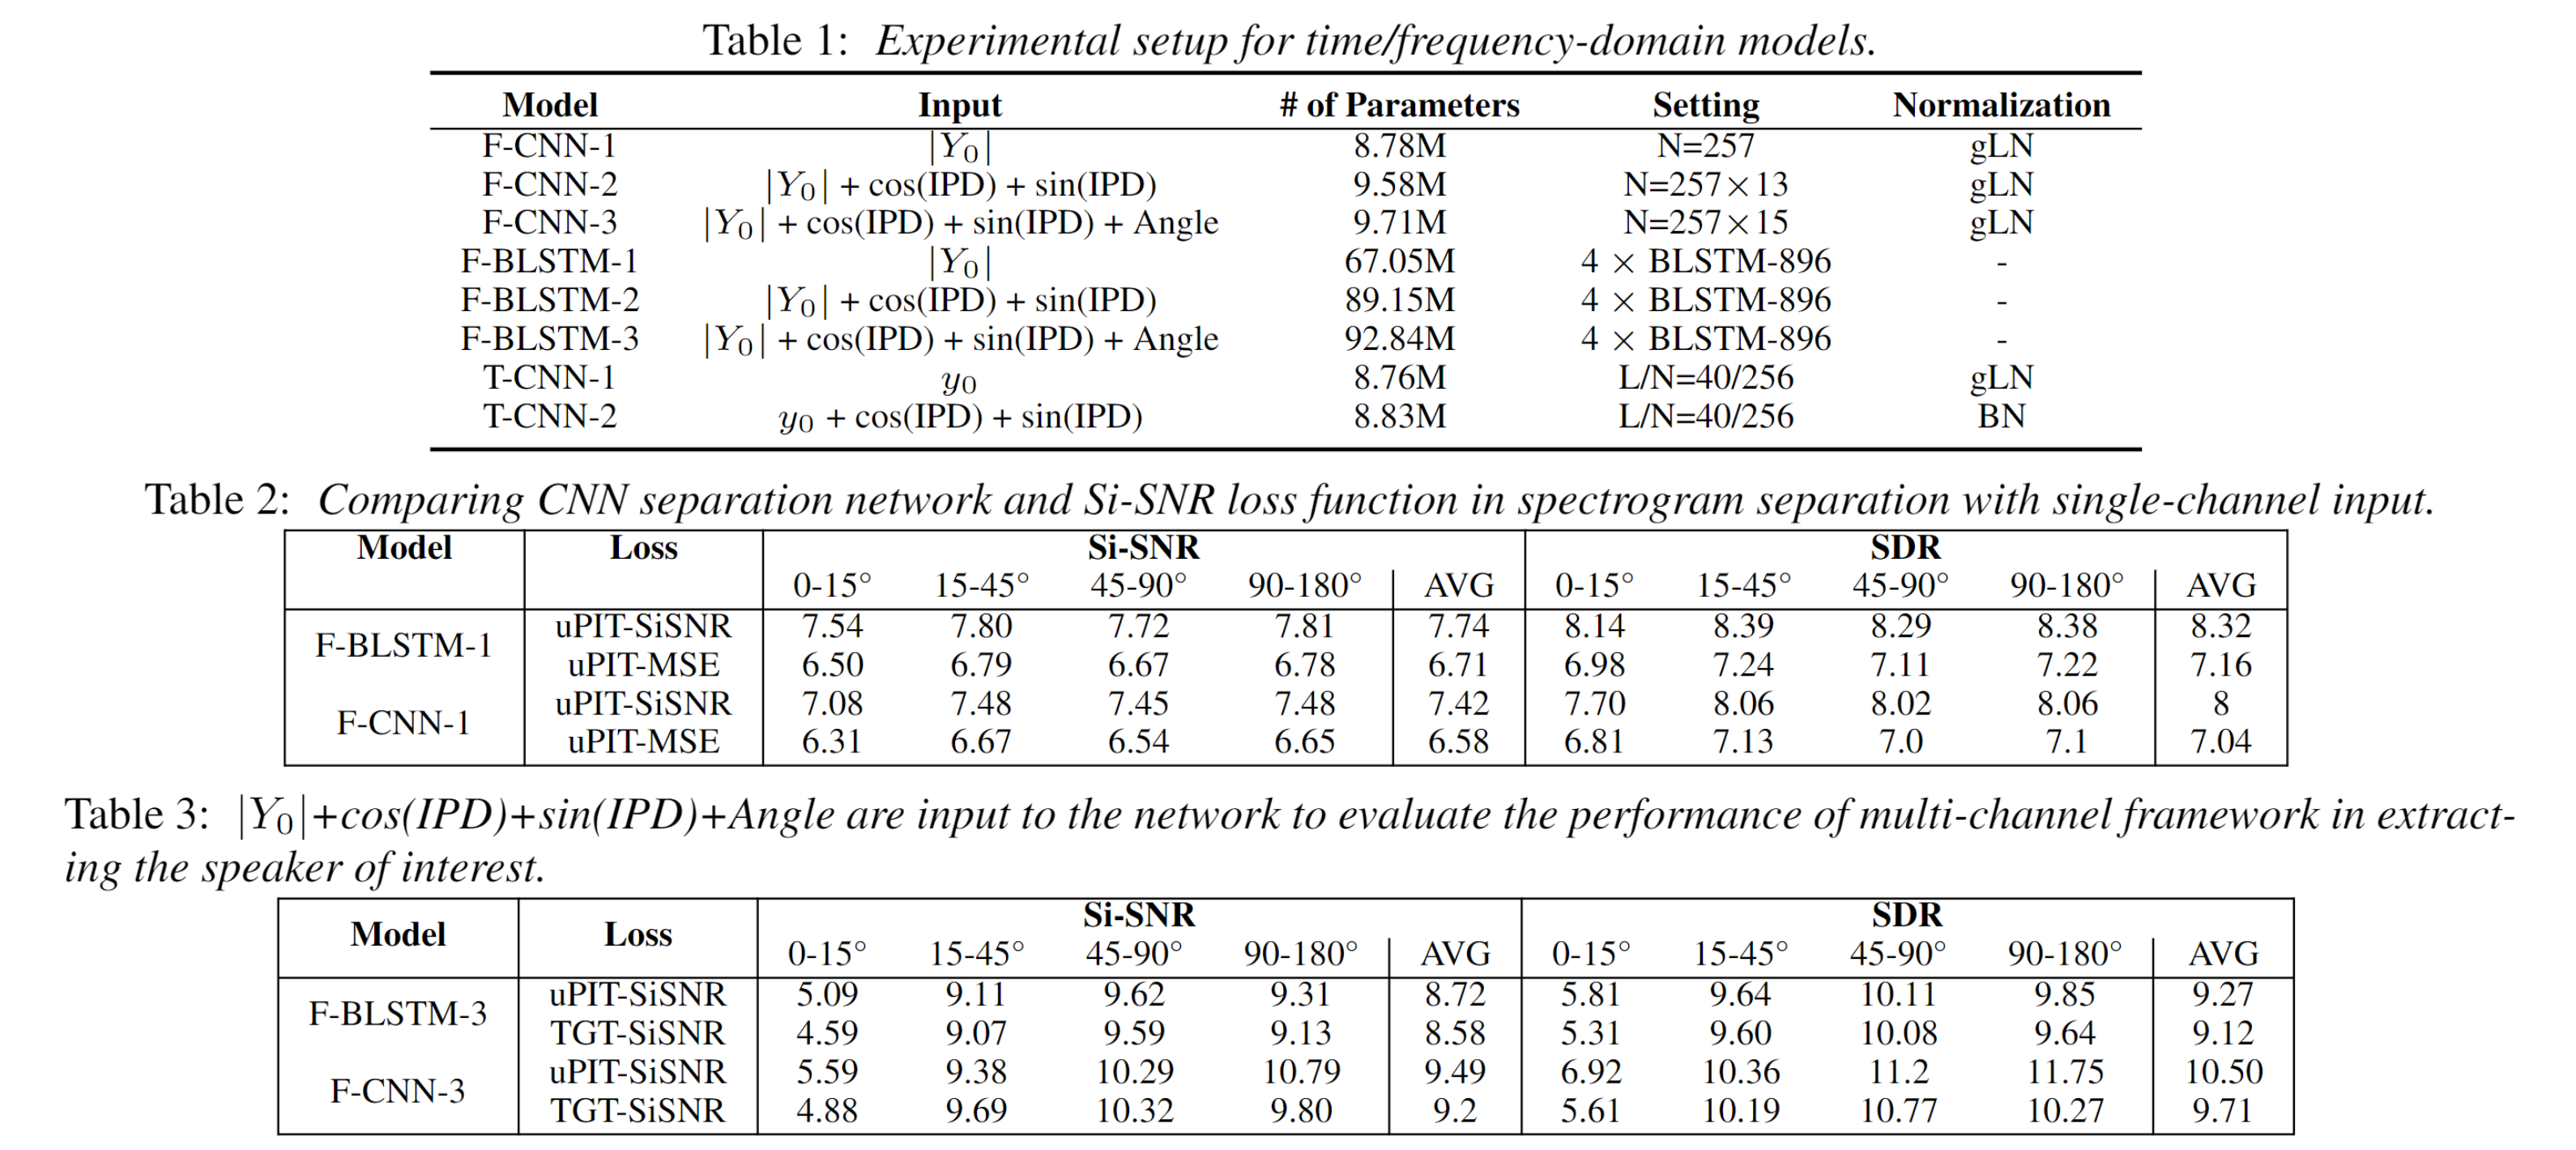 Table 1: Experimental setup for time/frequency-domain models.
Model Input # of Parameters Setting Normalization
F-CNN-1 |Y₀| 8.78M N=257 gLN
F-CNN-2 |Y₀| + cos(IPD) + sin(IPD) 9.58M N=257×13 gLN
F-CNN-3 |Y₀| + cos(IPD) + sin(IPD) + Angle 9.71M N=257×15 gLN
F-BLSTM-1 |Y₀| 67.05M 4 × BLSTM-896 -
F-BLSTM-2 |Y₀| + cos(IPD) + sin(IPD) 89.15M 4 × BLSTM-896 -
F-BLSTM-3 |Y₀| + cos(IPD) + sin(IPD) + Angle 92.84M 4 × BLSTM-896 -
T-CNN-1 y₀ 8.76M L/N=40/256 gLN
T-CNN-2 y₀ + cos(IPD) + sin(IPD) 8.83M L/N=40/256 BN
Table 2: Comparing CNN separation network and Si-SNR loss function in spectrogram separation with single-channel input.
Model Loss Si-SNR SDR
0-15° 15-45° 45-90° 90-180° AVG 0-15° 15-45° 45-90° 90-180° AVG
F-BLSTM-1 uPIT-SiSNR 7.54 7.80 7.72 7.81 7.74 8.14 8.39 8.29 8.38 8.32
uPIT-MSE 6.50 6.79 6.67 6.78 6.71 6.98 7.24 7.11 7.22 7.16
F-CNN-1 uPIT-SiSNR 7.08 7.48 7.45 7.48 7.42 7.70 8.06 8.02 8.06 8
uPIT-MSE 6.31 6.67 6.54 6.65 6.58 6.81 7.13 7.0 7.1 7.04
Table 3: |Y₀|+cos(IPD)+sin(IPD)+Angle are input to the network to evaluate the performance of multi-channel framework in extract-
ing the speaker of interest.
Model Loss Si-SNR SDR
0-15° 15-45° 45-90° 90-180° AVG 0-15° 15-45° 45-90° 90-180° AVG
F-BLSTM-3 uPIT-SiSNR 5.09 9.11 9.62 9.31 8.72 5.81 9.64 10.11 9.85 9.27
TGT-SiSNR 4.59 9.07 9.59 9.13 8.58 5.31 9.60 10.08 9.64 9.12
F-CNN-3 uPIT-SiSNR 5.59 9.38 10.29 10.79 9.49 6.92 10.36 11.2 11.75 10.50
TGT-SiSNR 4.88 9.69 10.32 9.80 9.2 5.61 10.19 10.77 10.27 9.71